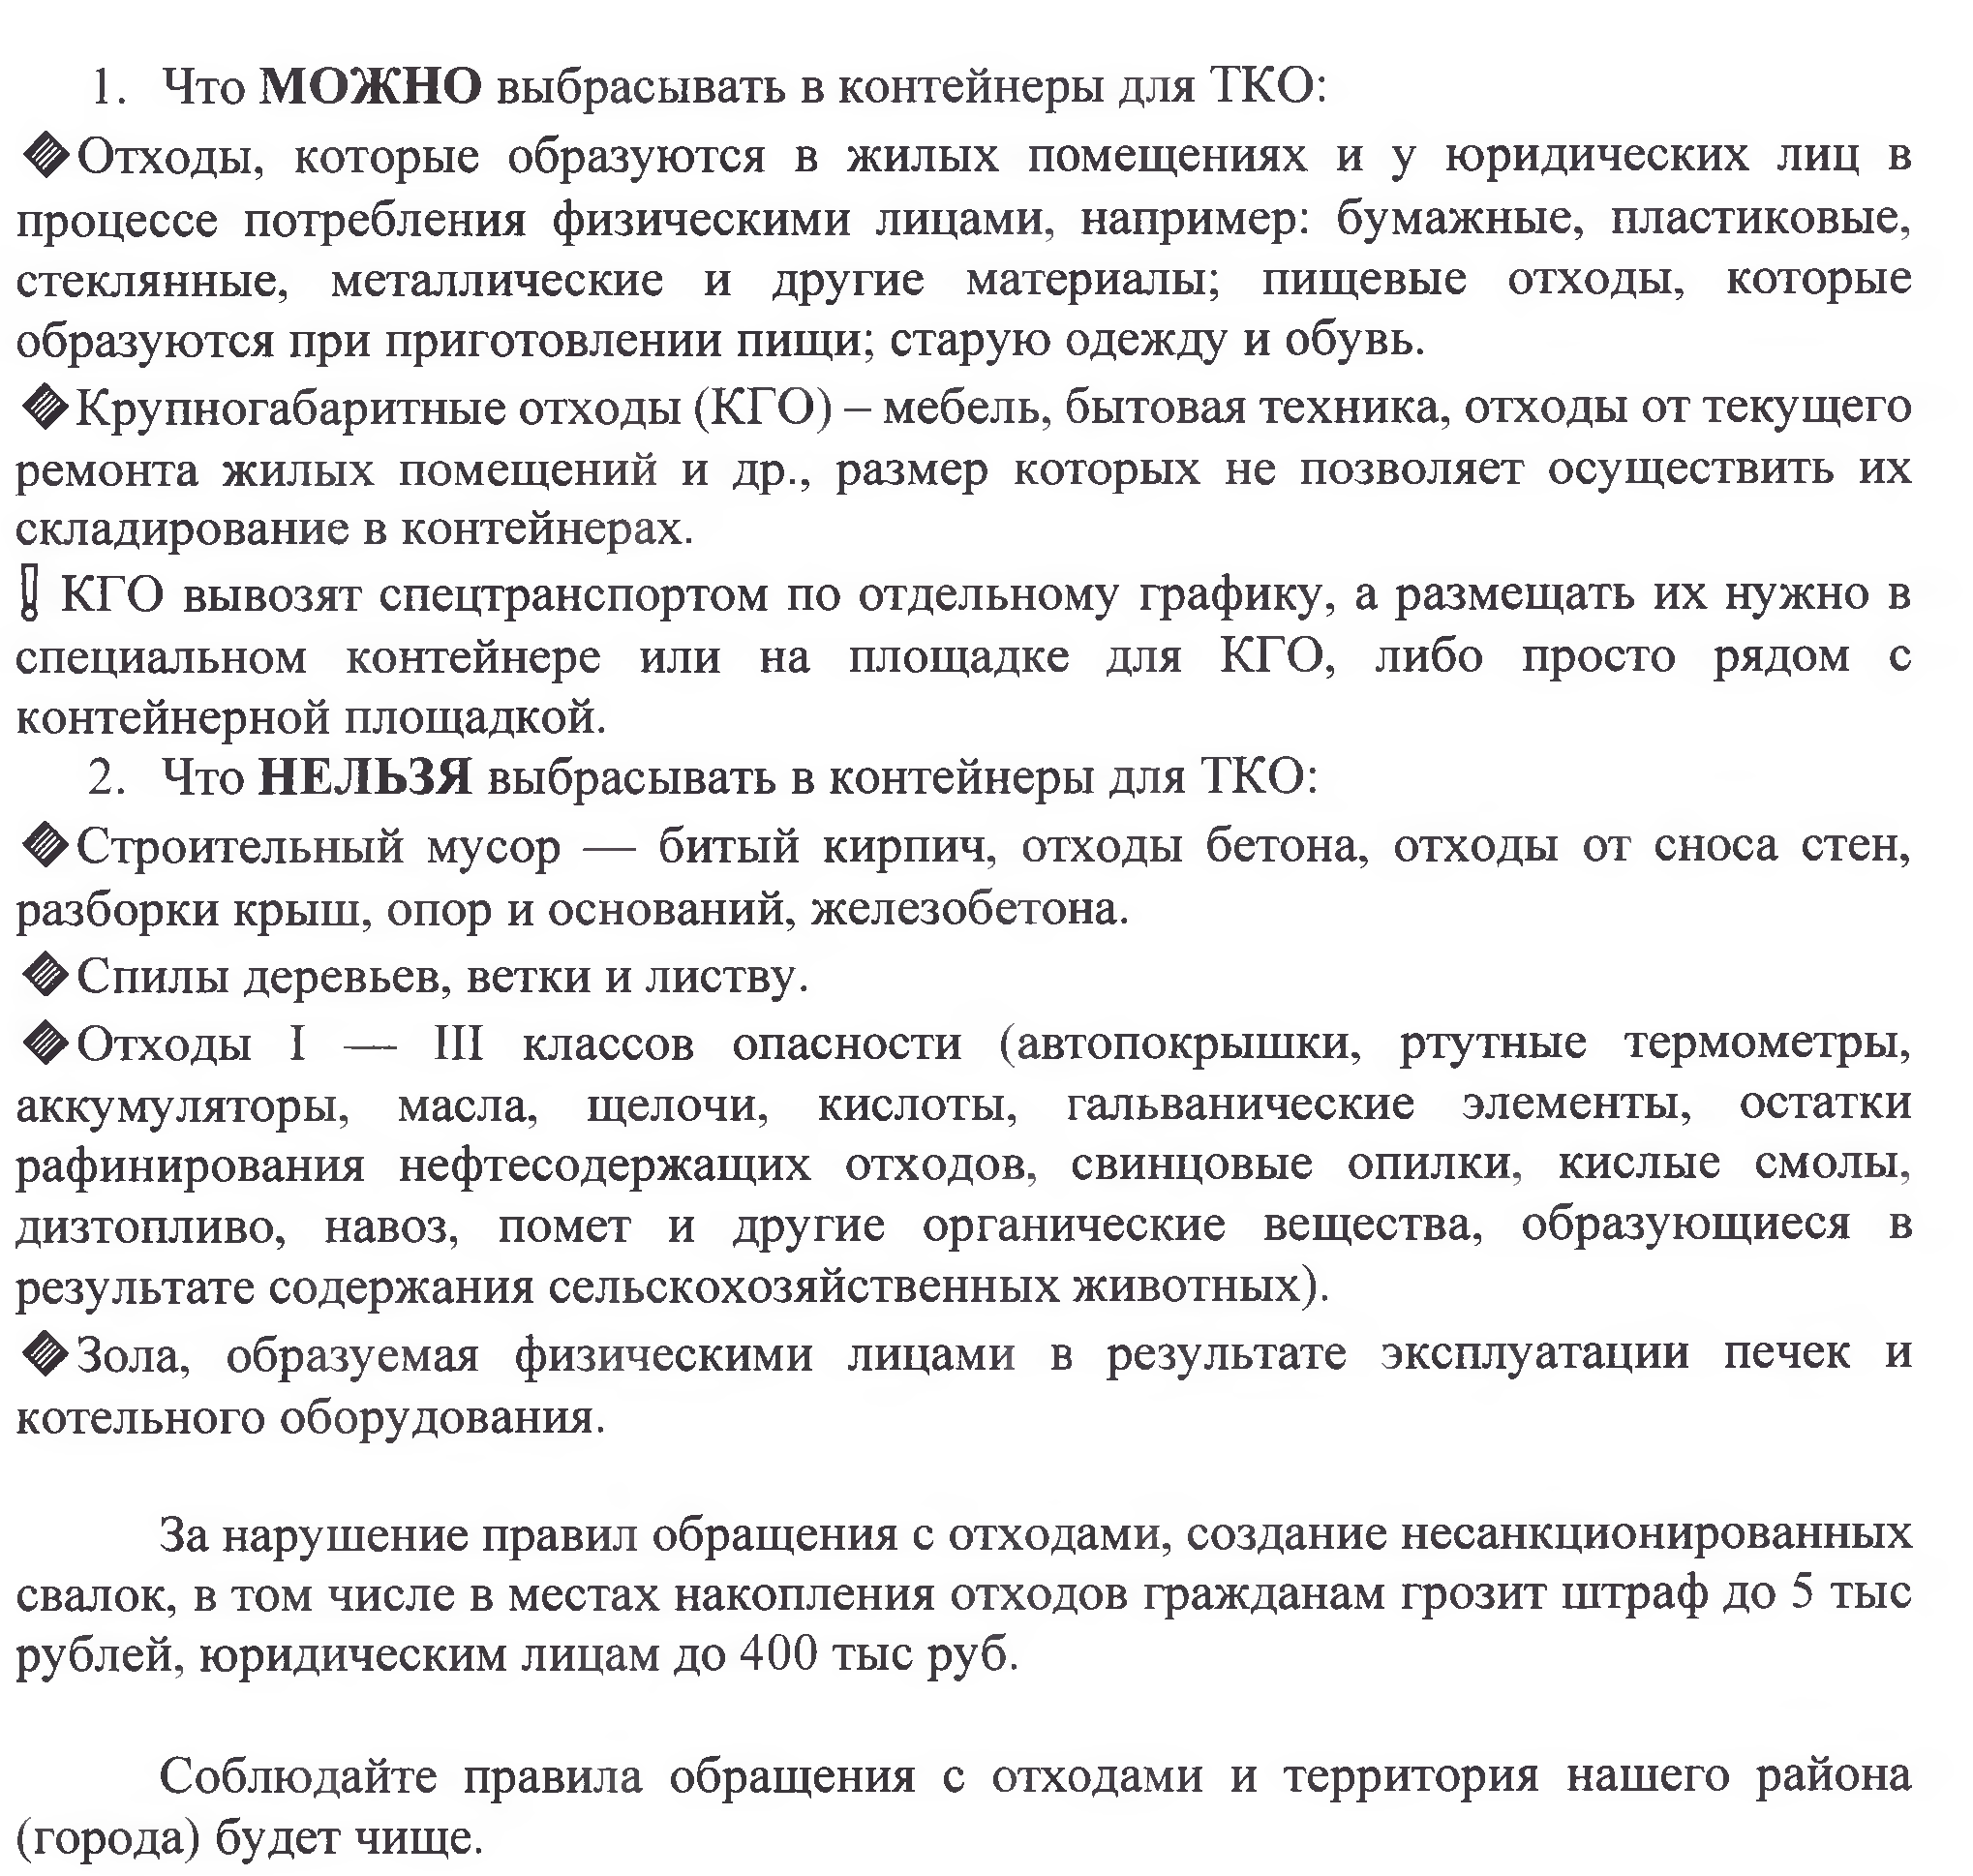 1. Что МОЖНО выбрасывать в контейнеры для ТКО:
◆Отходы, которые образуются в жилых помещениях и у юридических лиц в
процессе потребления физическими лицами, например: бумажные, пластиковые,
стеклянные, металлические и другие материалы; пищевые отходы, которые
образуются при приготовлении пищи; старую одежду и обувь.
◆Крупногабаритные отходы (КГО) – мебель, бытовая техника, отходы от текущего
ремонта жилых помещений и др., размер которых не позволяет осуществить их
складирование в контейнерах.
❕ КГО вывозят спецтранспортом по отдельному графику, а размещать их нужно в
специальном контейнере или на площадке для КГО, либо просто рядом с
контейнерной площадкой.
2. Что НЕЛЬЗЯ выбрасывать в контейнеры для ТКО:
◆Строительный мусор — битый кирпич, отходы бетона, отходы от сноса стен,
разборки крыш, опор и оснований, железобетона.
◆Спилы деревьев, ветки и листву.
◆Отходы I — III классов опасности (автопокрышки, ртутные термометры,
аккумуляторы, масла, щелочи, кислоты, гальванические элементы, остатки
рафинирования нефтесодержащих отходов, свинцовые опилки, кислые смолы,
дизтопливо, навоз, помет и другие органические вещества, образующиеся в
результате содержания сельскохозяйственных животных).
◆Зола, образуемая физическими лицами в результате эксплуатации печек и
котельного оборудования.
За нарушение правил обращения с отходами, создание несанкционированных
свалок, в том числе в местах накопления отходов гражданам грозит штраф до 5 тыс
рублей, юридическим лицам до 400 тыс руб.
Соблюдайте правила обращения с отходами и территория нашего района
(города) будет чище.